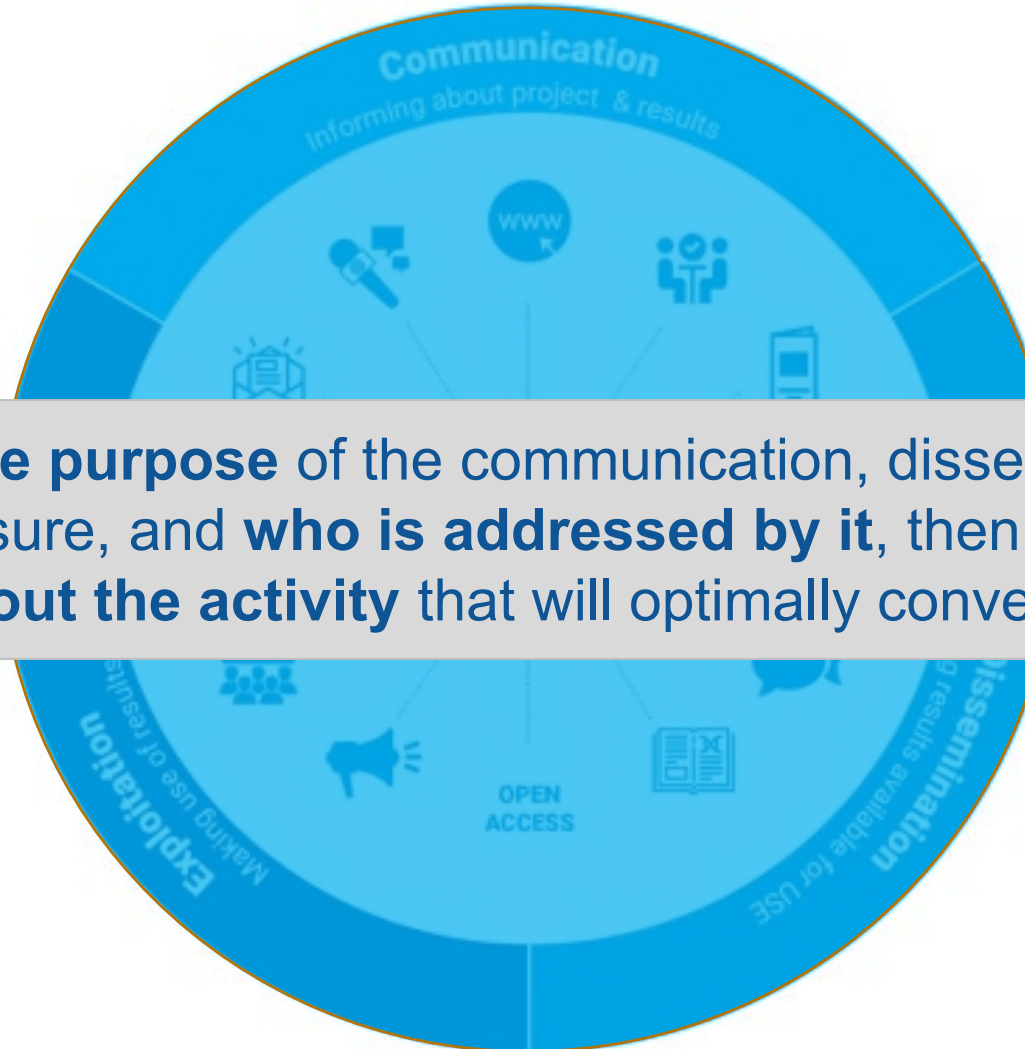 Communication
Informing about project & results
www
e purpose of the communication, disse
sure, and who is addressed by it, then
out the activity that will optimally conve
Exploitation
Making use of results
OPEN
ACCESS
Dissemination
g results available for USE